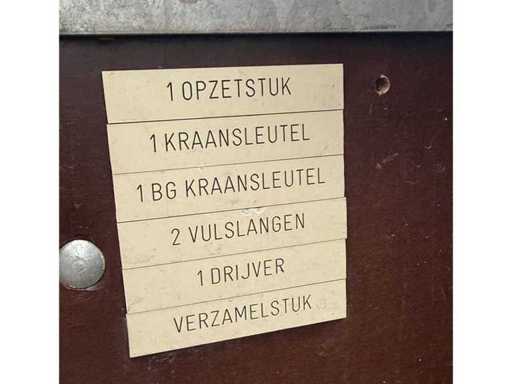 1 OPZETSTUK
1 KRAANSLEUTEL
1 BG KRAANSLEUTEL
2 VULSLANGEN
1 DRIJVER
VERZAMELSTUK